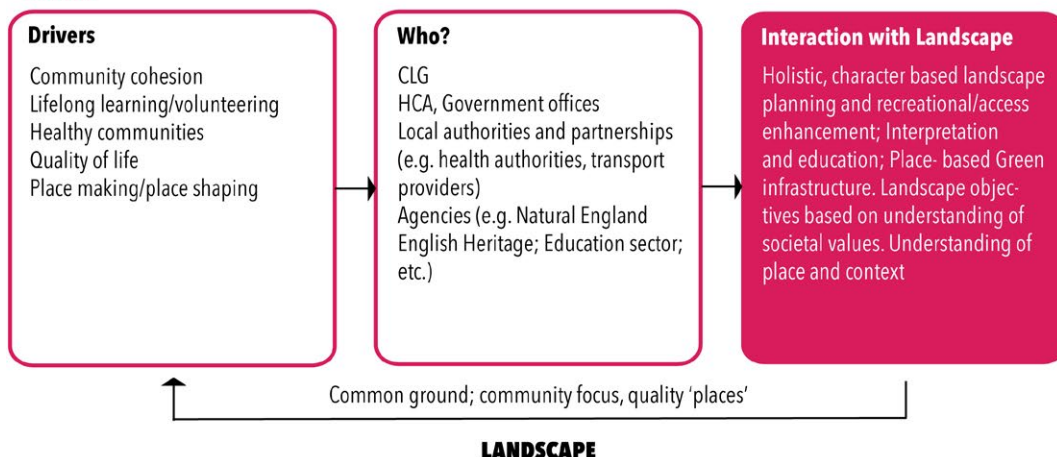 Drivers
Community cohesion
Lifelong learning/volunteering
Healthy communities
Quality of life
Place making/place shaping
Who?
CLG
HCA, Government offices
Local authorities and partnerships
(e.g. health authorities, transport
providers)
Agencies (e.g. Natural England
English Heritage; Education sector;
etc.)
Interaction with Landscape
Holistic, character based landscape
planning and recreational/access
enhancement; Interpretation
and education; Place- based Green
infrastructure. Landscape objec-
tives based on understanding of
societal values. Understanding of
place and context
Common ground; community focus, quality ‘places’
LANDSCAPE